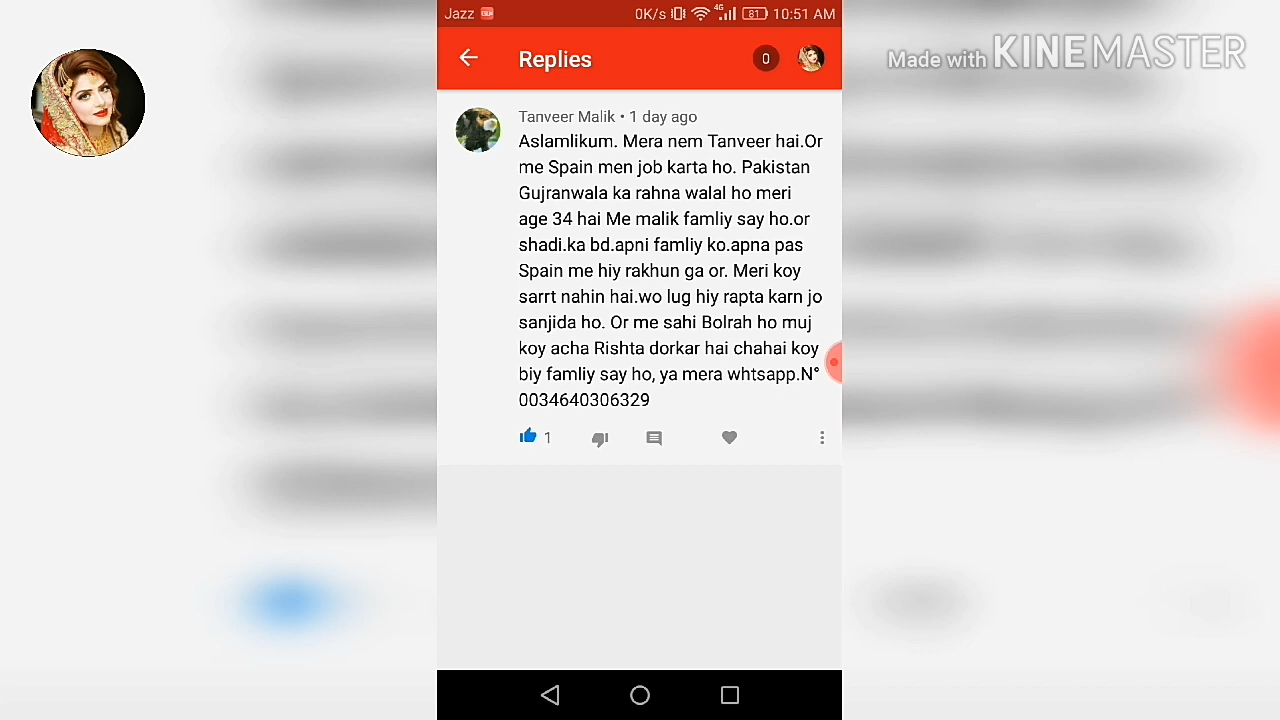 Jazz
0K/s 4G 81 10:51 AM
Made with KINEMASTER
Replies
0
Tanveer Malik • 1 day ago
Aslamlikum. Mera nem Tanveer hai.Or
me Spain men job karta ho. Pakistan
Gujranwala ka rahna walal ho meri
age 34 hai Me malik famliy say ho.or
shadi.ka bd.apni famliy ko.apna pas
Spain me hiy rakhun ga or. Meri koy
sarrt nahin hai.wo lug hiy rapta karn jo
sanjida ho. Or me sahi Bolrah ho muj
koy acha Rishta dorkar hai chahai koy
biy famliy say ho, ya mera whtsapp.N°
0034640306329
1